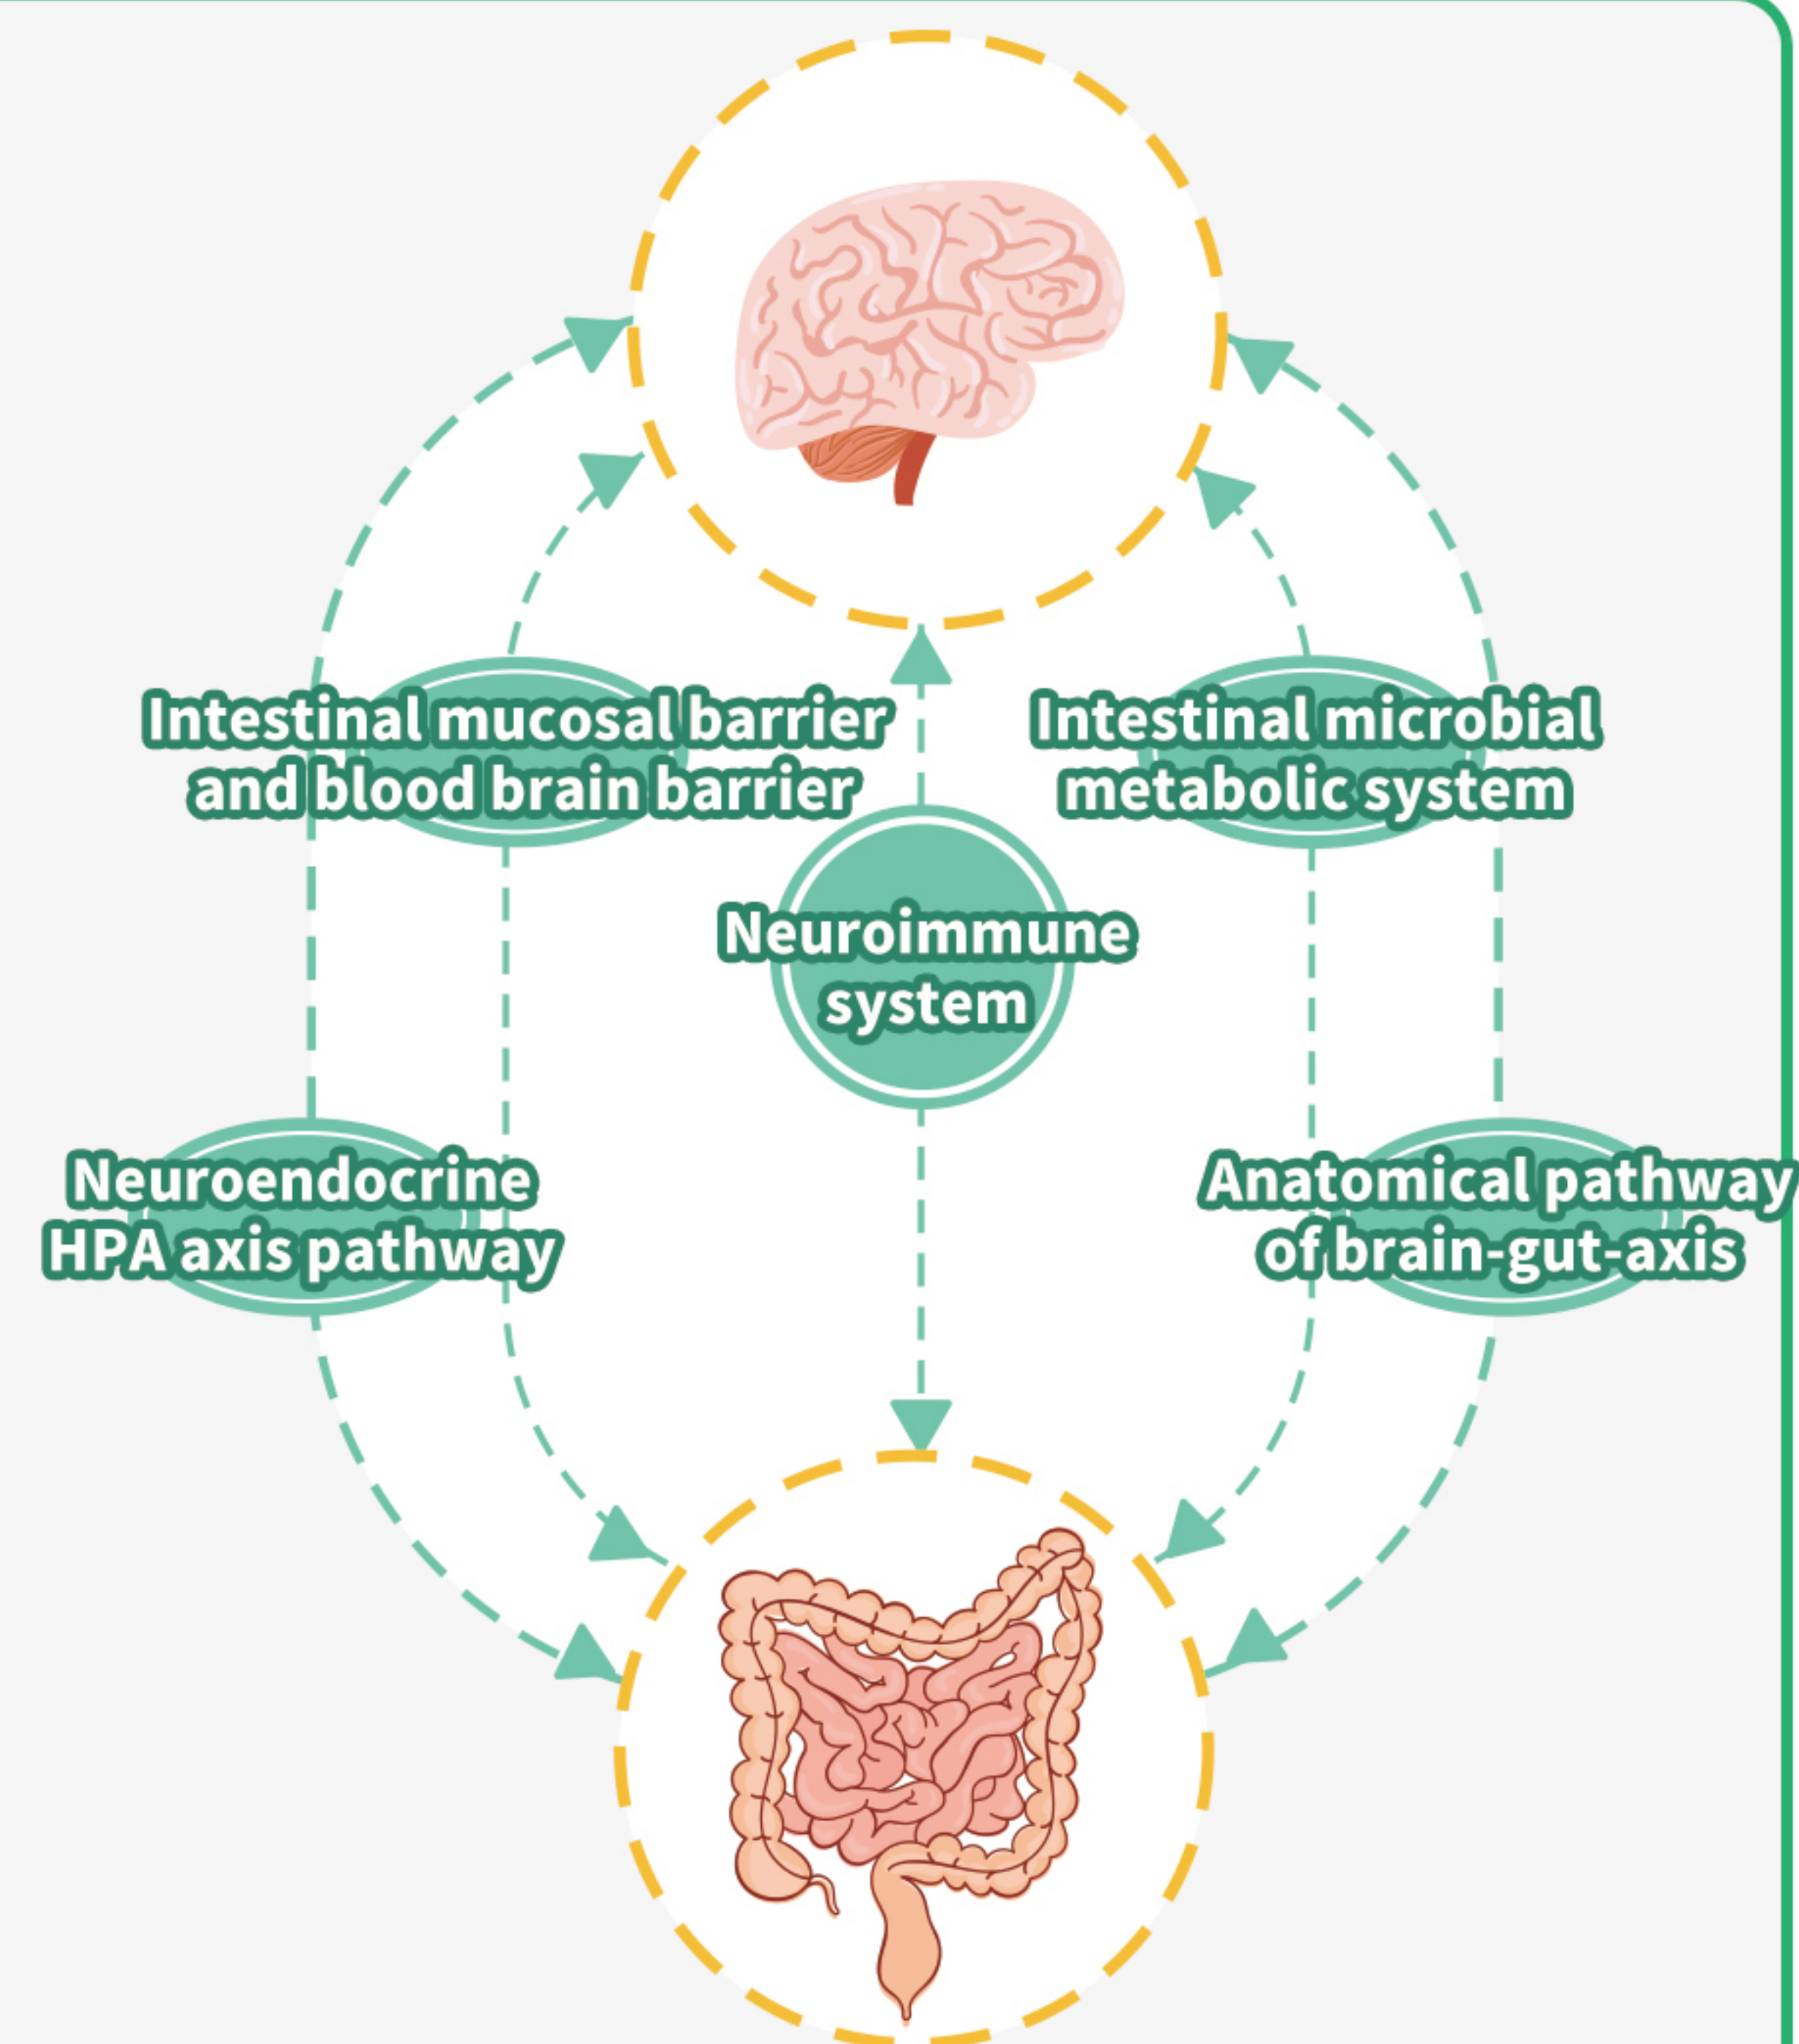 Intestinal mucosal barrier
and blood brain barrier
Intestinal microbial
metabolic system
Neuroimmune
system
Neuroendocrine
HPA axis pathway
Anatomical pathway
of brain-gut-axis